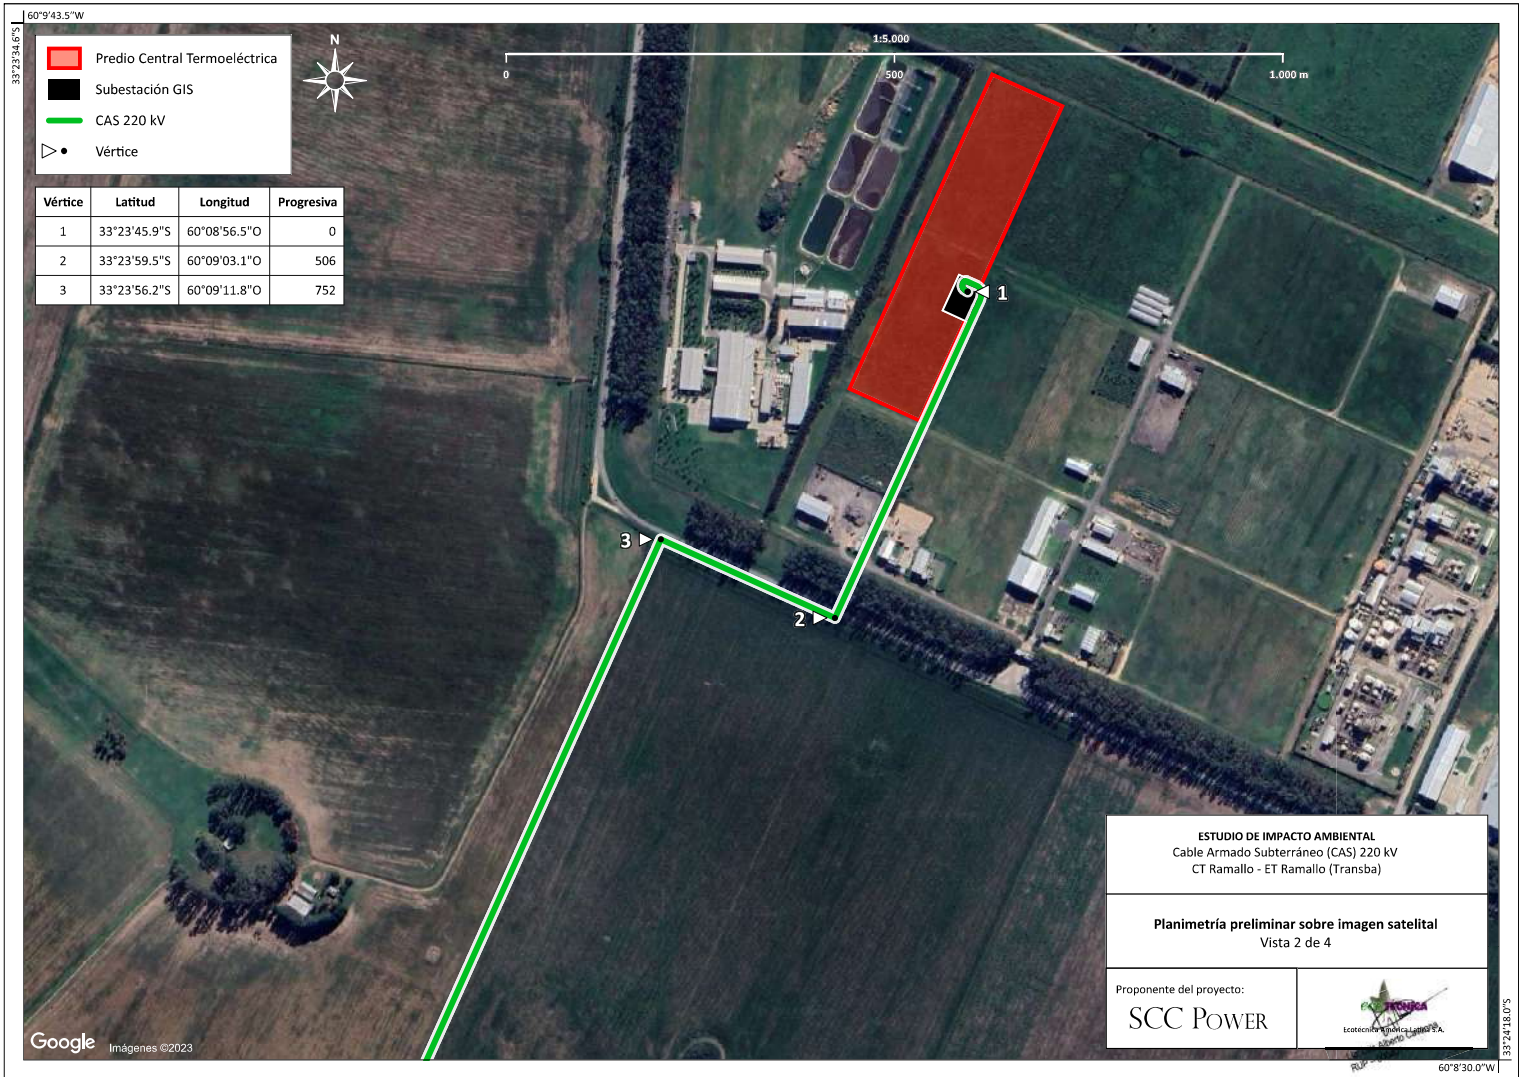 60°9'43.5"W
33°23'34.6"S
Predio Central Termoeléctrica
Subestación GIS
CAS 220 kV
Vértice
N
1:5.000
0 500 1.000 m
Vértice Latitud Longitud Progresiva
1 33°23'45.9"S 60°08'56.5"O 0
2 33°23'59.5"S 60°09'03.1"O 506
3 33°23'56.2"S 60°09'11.8"O 752
1
3
2
ESTUDIO DE IMPACTO AMBIENTAL
Cable Armado Subterráneo (CAS) 220 kV
CT Ramallo - ET Ramallo (Transba)
Planimetría preliminar sobre imagen satelital
Vista 2 de 4
Proponente del proyecto:
SCC POWER
ECOTECNICA
Ecotécnica América Latina S.A.
Alberto
Google Imágenes ©2023
33°24'18.0"S
60°8'30.0"W